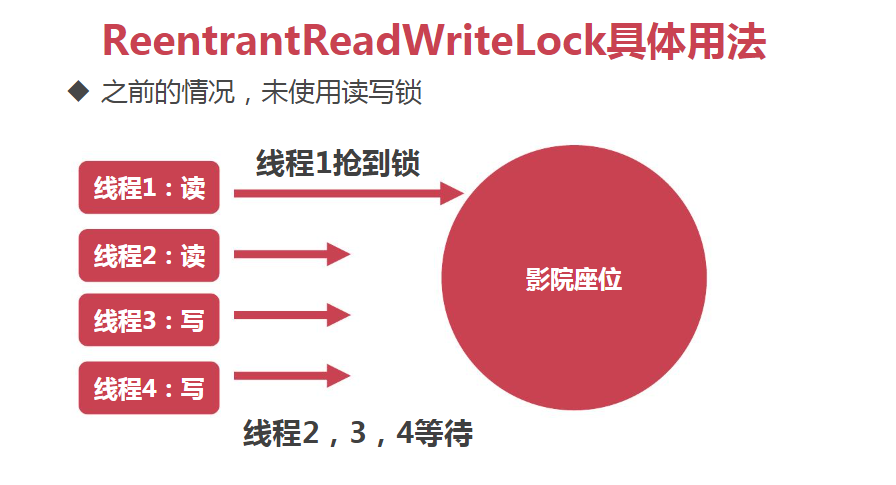 ReentrantReadWriteLock具体用法
◆ 之前的情况，未使用读写锁
线程1抢到锁
线程1：读
线程2：读
线程3：写
线程4：写
影院座位
线程2，3，4等待